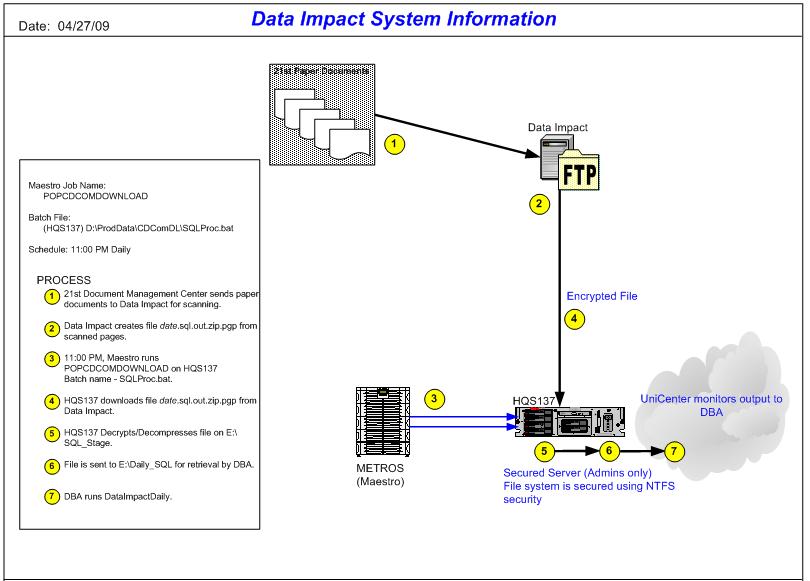 Date: 04/27/09
Data Impact System Information
21st Paper Documents
1
Data Impact
FTP
2
Maestro Job Name:
POPCDCOMDOWNLOAD
Batch File:
(HQS137) D:\ProdData\CDComDL\SQLProc.bat
Schedule: 11:00 PM Daily
PROCESS
1 21st Document Management Center sends paper
documents to Data Impact for scanning.
2 Data Impact creates file date.sql.out.zip.pgp from
scanned pages.
3 11:00 PM, Maestro runs
POPCDCOMDOWNLOAD on HQS137
Batch name - SQLProc.bat.
4 HQS137 downloads file date.sql.out.zip.pgp from
Data Impact.
5 HQS137 Decrypts/Decompresses file on E:\
SQL_Stage.
6 File is sent to E:\Daily_SQL for retrieval by DBA.
7 DBA runs DataImpactDaily.
Encrypted File
4
3
METROS
(Maestro)
HQS137
5
6
7
UniCenter monitors output to
DBA
Secured Server (Admins only)
File system is secured using NTFS
security